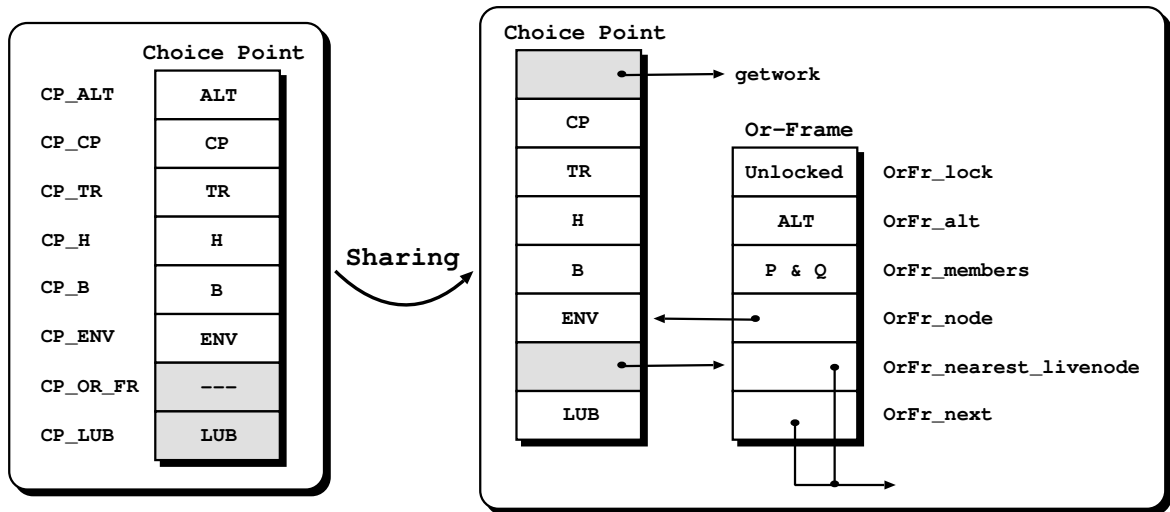 Choice Point
CP_ALT ALT
CP_CP CP
CP_TR TR
CP_H H
CP_B B
CP_ENV ENV
CP_OR_FR ---
CP_LUB LUB
Sharing
Choice Point
getwork
CP
TR
H
B
ENV
LUB
Or-Frame
Unlocked OrFr_lock
ALT OrFr_alt
P & Q OrFr_members
OrFr_node
OrFr_nearest_livenode
OrFr_next